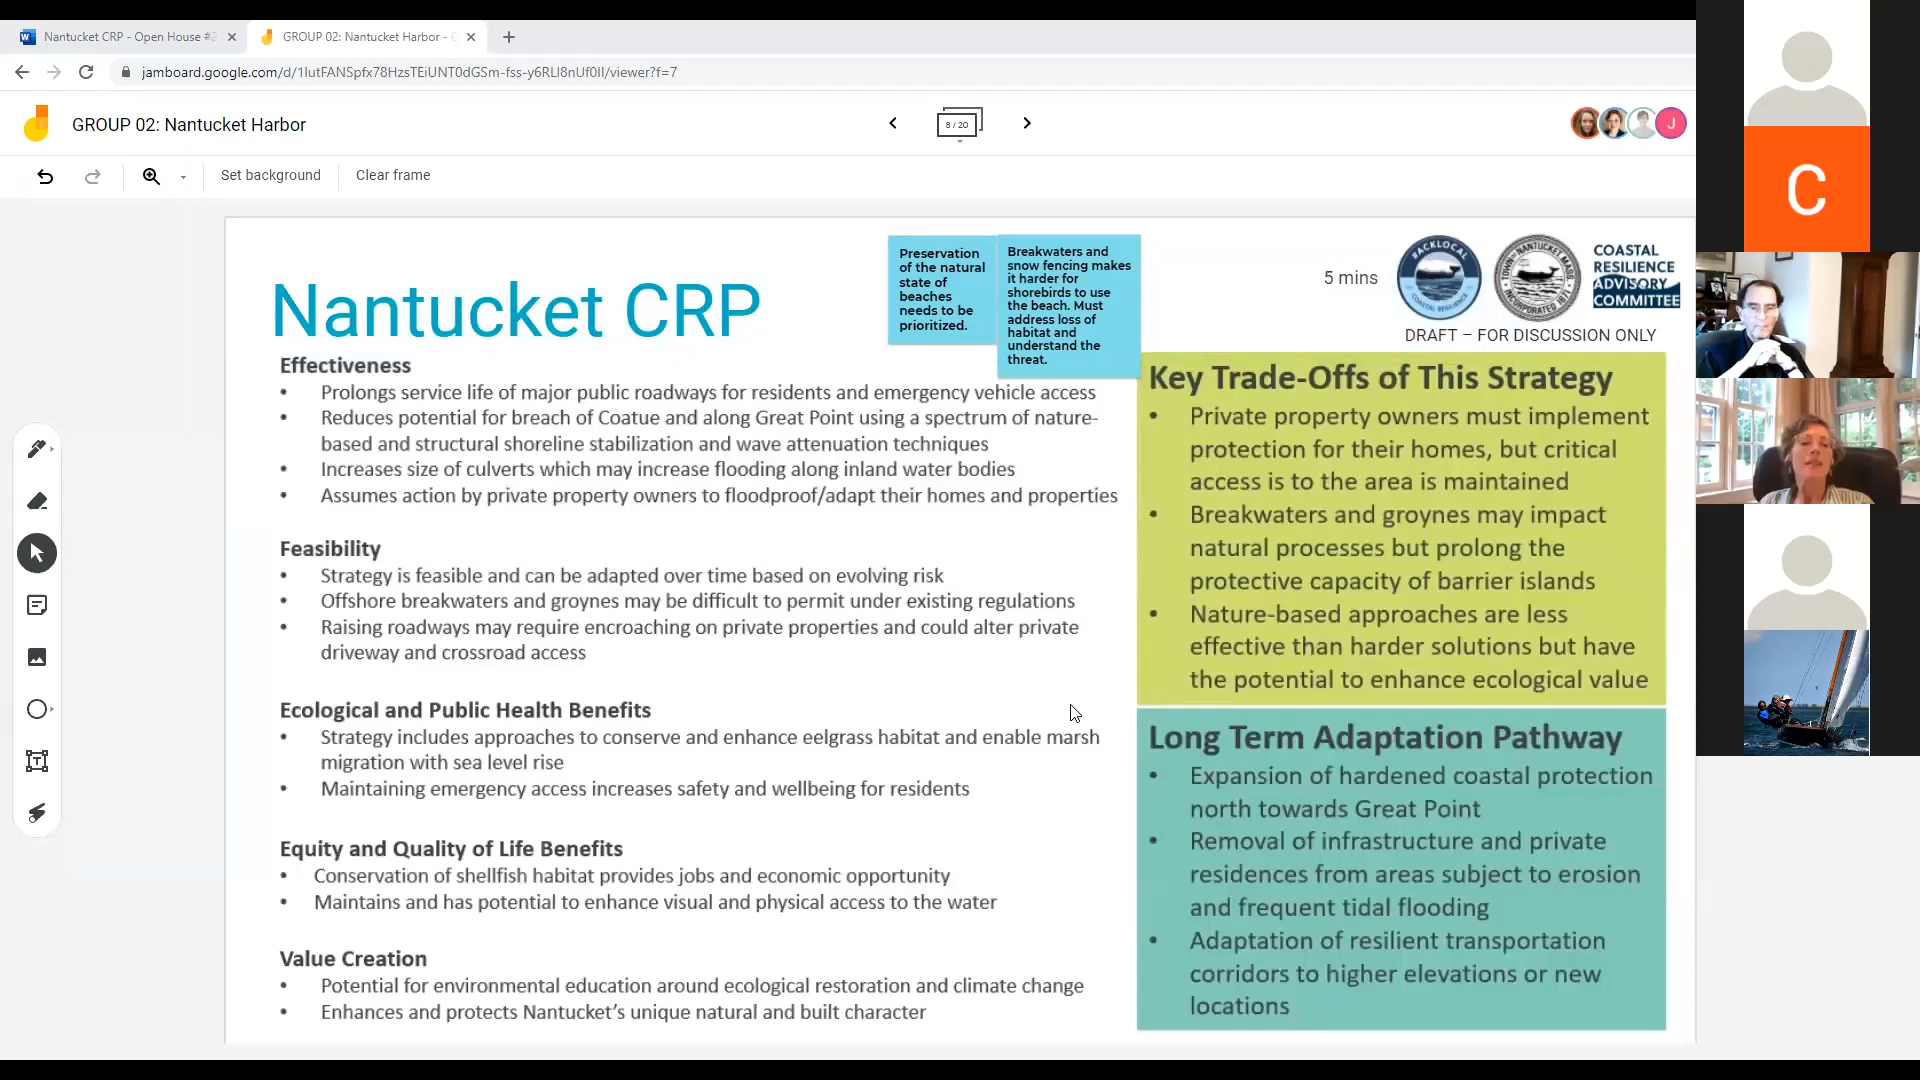 Nantucket CRP - Open House #2
GROUP 02: Nantucket Harbor -
jamboard.google.com/d/1IutFANSpfx78HzsTEiUNT0dGSm-fss-y6RLl8nUf0II/viewer?f=7
GROUP 02: Nantucket Harbor
8 / 20
J
Set background
Clear frame
C
Preservation
of the natural
state of
beaches
needs to be
prioritized.
Breakwaters and
snow fencing makes
it harder for
shorebirds to use
the beach. Must
address loss of
habitat and
understand the
threat.
5 mins
COASTAL
RESILIENCE
ADVISORY
COMMITTEE
DRAFT – FOR DISCUSSION ONLY
Nantucket CRP
Effectiveness
• Prolongs service life of major public roadways for residents and emergency vehicle access
• Reduces potential for breach of Coatue and along Great Point using a spectrum of nature-
based and structural shoreline stabilization and wave attenuation techniques
• Increases size of culverts which may increase flooding along inland water bodies
• Assumes action by private property owners to floodproof/adapt their homes and properties
Feasibility
• Strategy is feasible and can be adapted over time based on evolving risk
• Offshore breakwaters and groynes may be difficult to permit under existing regulations
• Raising roadways may require encroaching on private properties and could alter private
driveway and crossroad access
Ecological and Public Health Benefits
• Strategy includes approaches to conserve and enhance eelgrass habitat and enable marsh
migration with sea level rise
• Maintaining emergency access increases safety and wellbeing for residents
Equity and Quality of Life Benefits
• Conservation of shellfish habitat provides jobs and economic opportunity
• Maintains and has potential to enhance visual and physical access to the water
Value Creation
• Potential for environmental education around ecological restoration and climate change
• Enhances and protects Nantucket's unique natural and built character
Key Trade-Offs of This Strategy
• Private property owners must implement
protection for their homes, but critical
access is to the area is maintained
• Breakwaters and groynes may impact
natural processes but prolong the
protective capacity of barrier islands
• Nature-based approaches are less
effective than harder solutions but have
the potential to enhance ecological value
Long Term Adaptation Pathway
• Expansion of hardened coastal protection
north towards Great Point
• Removal of infrastructure and private
residences from areas subject to erosion
and frequent tidal flooding
• Adaptation of resilient transportation
corridors to higher elevations or new
locations